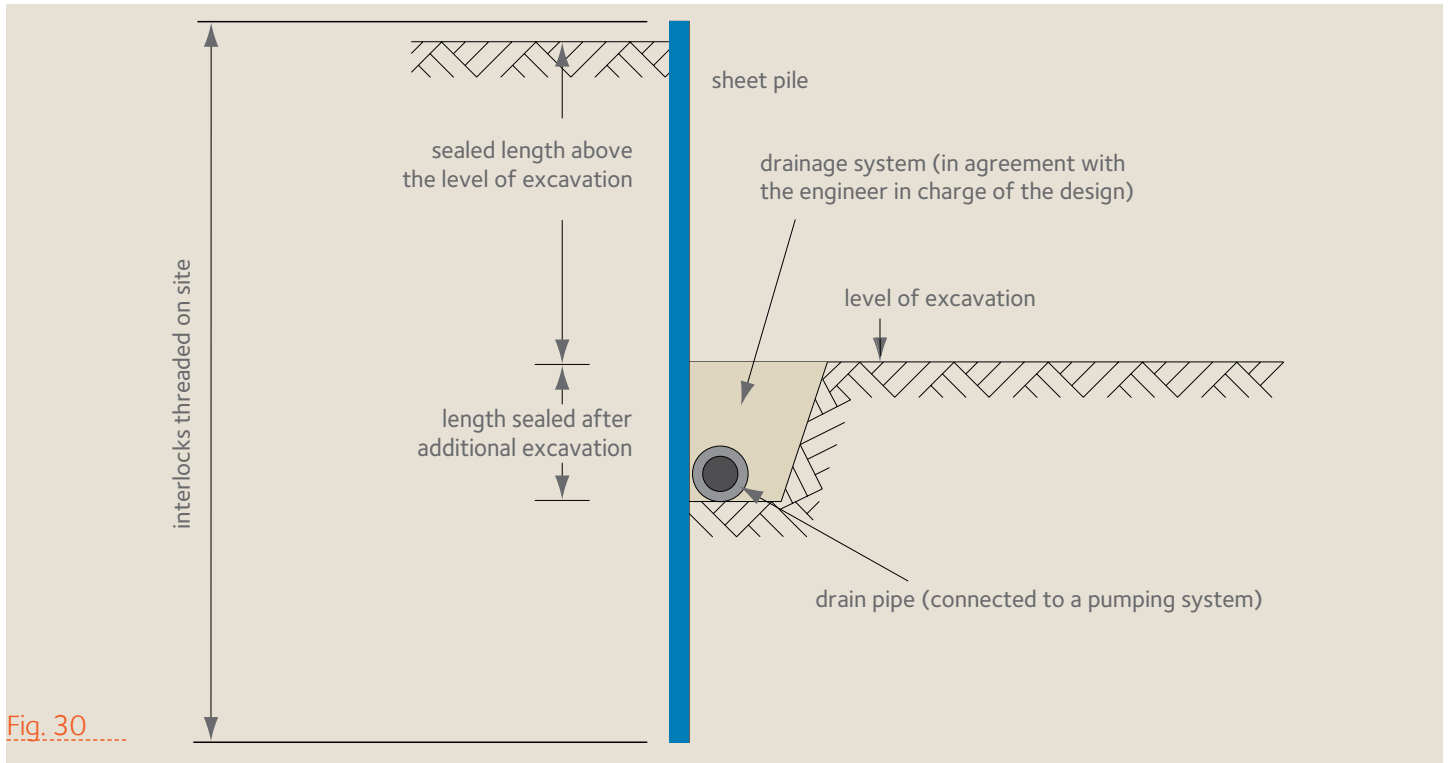 sheet pile
sealed length above
the level of excavation
drainage system (in agreement with
the engineer in charge of the design)
level of excavation
interlocks threaded on site
length sealed after
additional excavation
drain pipe (connected to a pumping system)
Fig. 30